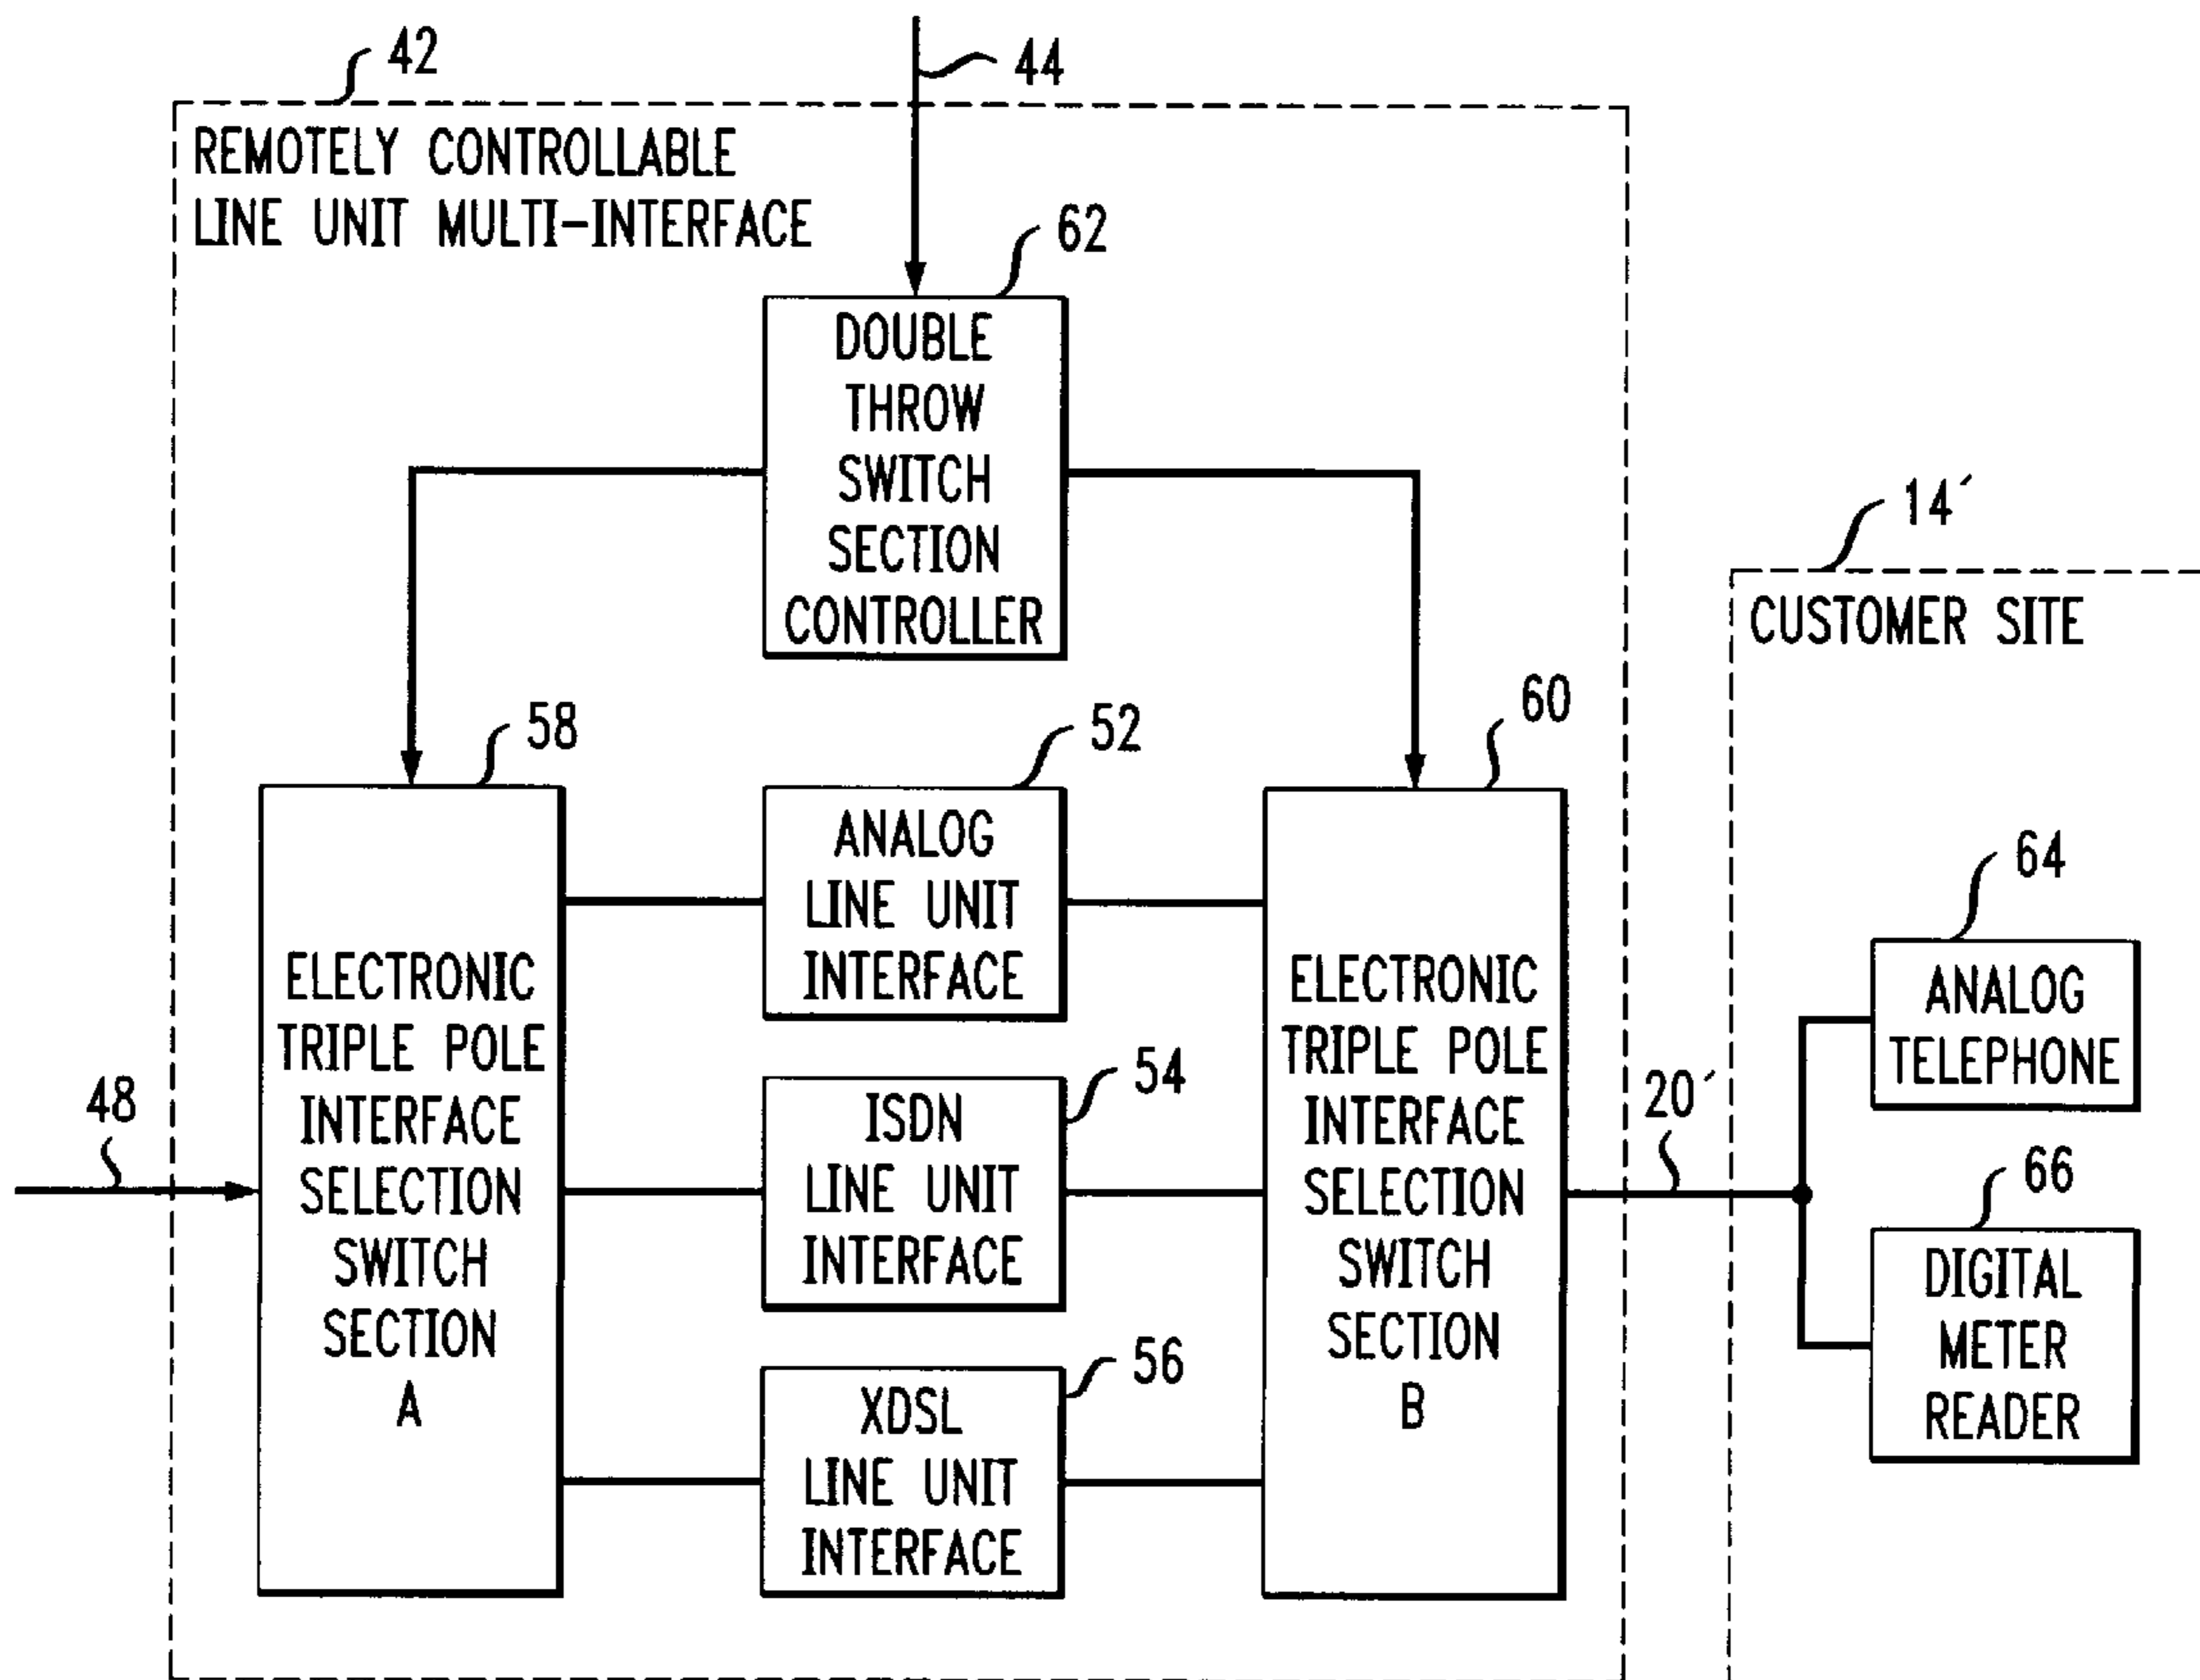 42
44
REMOTELY CONTROLLABLE
LINE UNIT MULTI-INTERFACE
62
DOUBLE
THROW
SWITCH
SECTION
CONTROLLER
14´
CUSTOMER SITE
58
52
60
ELECTRONIC
TRIPLE POLE
INTERFACE
SELECTION
SWITCH
SECTION
A
ANALOG
LINE UNIT
INTERFACE
54
ISDN
LINE UNIT
INTERFACE
56
XDSL
LINE UNIT
INTERFACE
ELECTRONIC
TRIPLE POLE
INTERFACE
SELECTION
SWITCH
SECTION
B
48
20´
64
ANALOG
TELEPHONE
66
DIGITAL
METER
READER